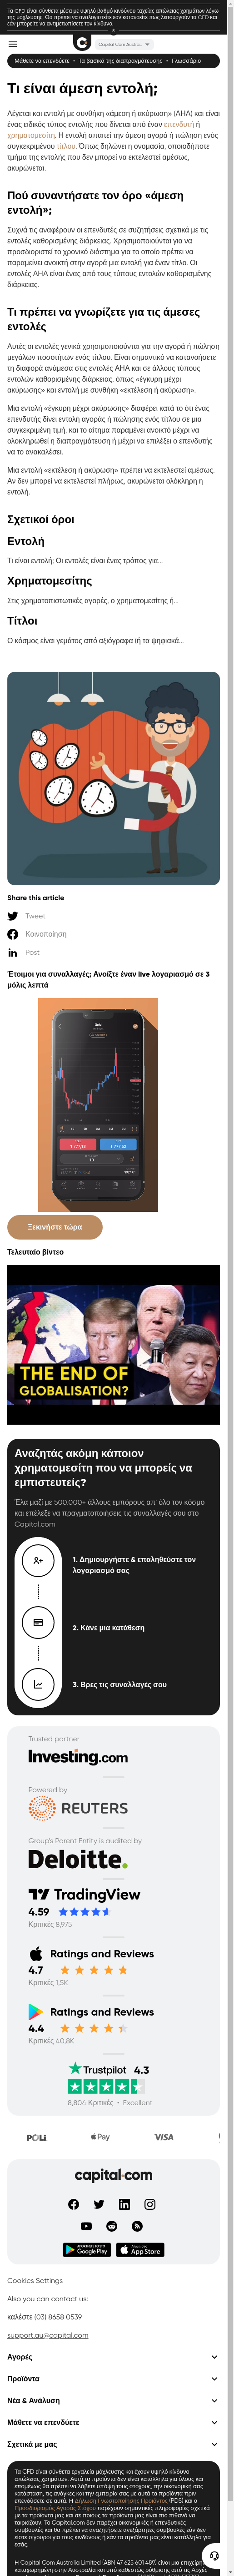 Τα CFD είναι σύνθετα μέσα με υψηλό βαθμό κινδύνου ταχείας απώλειας χρημάτων λόγω
της μόχλευσης. Θα πρέπει να αναλογιστείτε εάν κατανοείτε πως λειτουργούν τα CFD και
εάν μπορείτε να αντιμετωπίσετε τον κίνδυνο.
Capital Com Austra...
Μάθετε να επενδύετε • Τα βασικά της διαπραγμάτευσης • Γλωσσάριο
Τι είναι άμεση εντολή;
Λέγεται και εντολή με συνθήκη «άμεση ή ακύρωση» (ΑΗΑ) και είναι
ένας ειδικός τύπος εντολής που δίνεται από έναν επενδυτή ή
χρηματομεσίτη. Η εντολή απαιτεί την άμεση αγορά ή πώληση ενός
συγκεκριμένου τίτλου. Όπως δηλώνει η ονομασία, οποιοδήποτε
τμήμα της εντολής που δεν μπορεί να εκτελεστεί αμέσως,
ακυρώνεται.
Πού συναντήσατε τον όρο «άμεση
εντολή»;
Συχνά τις αναφέρουν οι επενδυτές σε συζητήσεις σχετικά με τις
εντολές καθορισμένης διάρκειας. Χρησιμοποιούνται για να
προσδιοριστεί το χρονικό διάστημα για το οποίο πρέπει να
παραμείνει ανοικτή στην αγορά μια εντολή για έναν τίτλο. Οι
εντολές ΑΗΑ είναι ένας από τους τύπους εντολών καθορισμένης
διάρκειας.
Τι πρέπει να γνωρίζετε για τις άμεσες
εντολές
Αυτές οι εντολές γενικά χρησιμοποιούνται για την αγορά ή πώληση
μεγάλων ποσοτήτων ενός τίτλου. Είναι σημαντικό να κατανοήσετε
τη διαφορά ανάμεσα στις εντολές ΑΗΑ και σε άλλους τύπους
εντολών καθορισμένης διάρκειας, όπως «έγκυρη μέχρι
ακύρωσης» και εντολή με συνθήκη «εκτέλεση ή ακύρωση».
Μια εντολή «έγκυρη μέχρι ακύρωσης» διαφέρει κατά το ότι ένας
επενδυτής δίνει εντολή αγοράς ή πώλησης ενός τίτλου σε μια
συγκεκριμένη τιμή, και το αίτημα παραμένει ανοικτό μέχρι να
ολοκληρωθεί η διαπραγμάτευση ή μέχρι να επιλέξει ο επενδυτής
να το ανακαλέσει.
Μια εντολή «εκτέλεση ή ακύρωση» πρέπει να εκτελεστεί αμέσως.
Αν δεν μπορεί να εκτελεστεί πλήρως, ακυρώνεται ολόκληρη η
εντολή.
Σχετικοί όροι
Εντολή
Τι είναι εντολή; Οι εντολές είναι ένας τρόπος για...
Χρηματομεσίτης
Στις χρηματοπιστωτικές αγορές, ο χρηματομεσίτης ή...
Τίτλοι
Ο κόσμος είναι γεμάτος από αξιόγραφα (ή τα ψηφιακά...
Share this article
Tweet
Κοινοποίηση
Post
Έτοιμοι για συναλλαγές; Ανοίξτε έναν live λογαριασμό σε 3
μόλις λεπτά
Ξεκινήστε τώρα
Τελευταίο βίντεο
THE END OF
GLOBALISATION?
Αναζητάς ακόμη κάποιον
χρηματομεσίτη που να μπορείς να
εμπιστευτείς?
Έλα μαζί με 500.000+ άλλους εμπόρους απ' όλο τον κόσμο
και επέλεξε να πραγματοποιήσεις τις συναλλαγές σου στο
Capital.com
1. Δημιουργήστε & επαληθεύστε τον
λογαριασμό σας
2. Κάνε μια κατάθεση
3. Βρες τις συναλλαγές σου
Trusted partner
Investing.com
Powered by
REUTERS
Group's Parent Entity is audited by
Deloitte.
TradingView
4.59
Κριτικές 8,975
Ratings and Reviews
4.7
Κριτικές 1,5K
Ratings and Reviews
4.4
Κριτικές 40,8K
Trustpilot 4.3
8,804 Κριτικές • Excellent
POLi
Pay
VISA
capital.com
Google Play
App Store
Cookies Settings
Also you can contact us:
καλέστε (03) 8658 0539
support.au@capital.com
Αγορές
Προϊόντα
Νέα & Ανάλυση
Μάθετε να επενδύετε
Σχετικά με μας
Τα CFD είναι σύνθετα εργαλεία μόχλευσης και έχουν υψηλό κίνδυνο
απώλειας χρημάτων. Αυτά τα προϊόντα δεν είναι κατάλληλα για όλους και
επομένως θα πρέπει να λάβετε υπόψη τους στόχους, την οικονομική σας
κατάσταση, τις ανάγκες και την εμπειρία σας με αυτά τα προϊόντα πριν
επενδύσετε σε αυτά. Η Δήλωση Γνωστοποίησης Προϊόντος (PDS) και ο
Προσδιορισμός Αγοράς Στόχου παρέχουν σημαντικές πληροφορίες σχετικά
με το αν αυτά τα προϊόντα μπορεί να είναι κατάλληλα για τις ανάγκες
σας. Το Capital.com δεν παρέχει οικονομικές ή επενδυτικές
συμβουλές και θα πρέπει να αναζητήσετε ανεξάρτητες συμβουλές, εάν δεν
είστε σίγουροι για τους κινδύνους ή εάν τα προϊόντα μας είναι κατάλληλα για
εσάς.
Η Capital Com Australia Limited (ABN 47 625 601 489) είναι μια εταιρεία
εγγεγραμμένη στην Αυστραλία και υπό καθεστώς ρύθμισης από τις Αρχές